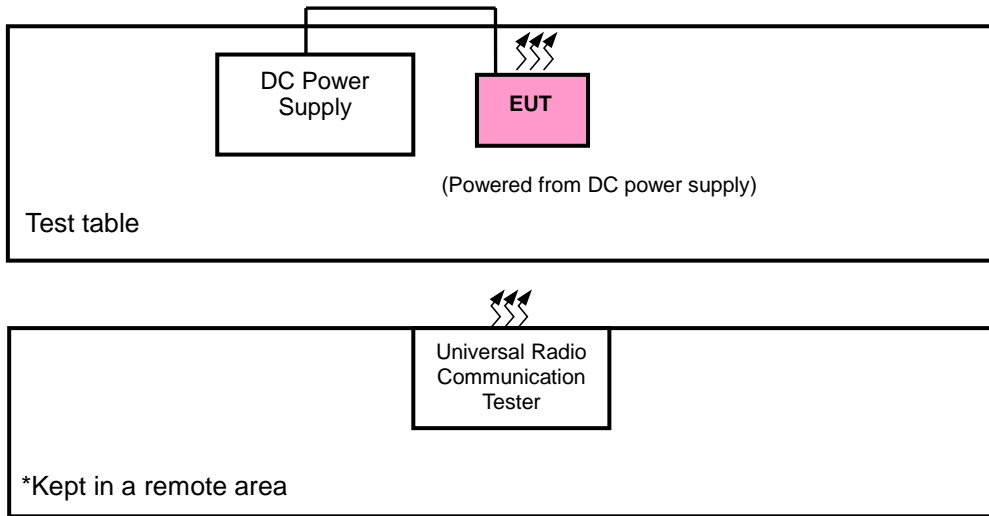 DC Power
Supply
EUT
(Powered from DC power supply)
Test table
Universal Radio
Communication
Tester
*Kept in a remote area